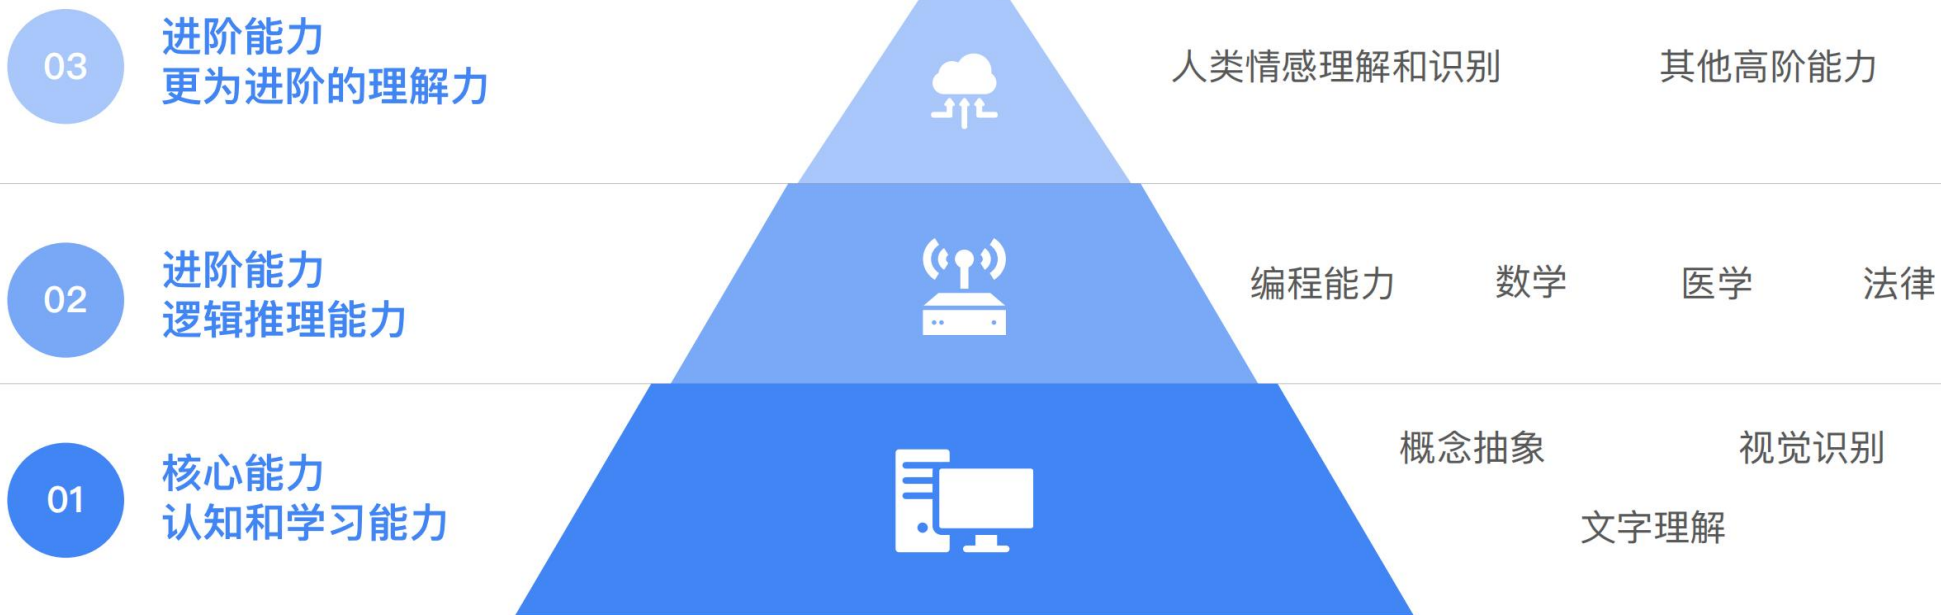 03
进阶能力
更为进阶的理解力
人类情感理解和识别
其他高阶能力
02
进阶能力
逻辑推理能力
编程能力
数学
医学
法律
01
核心能力
认知和学习能力
概念抽象
视觉识别
文字理解